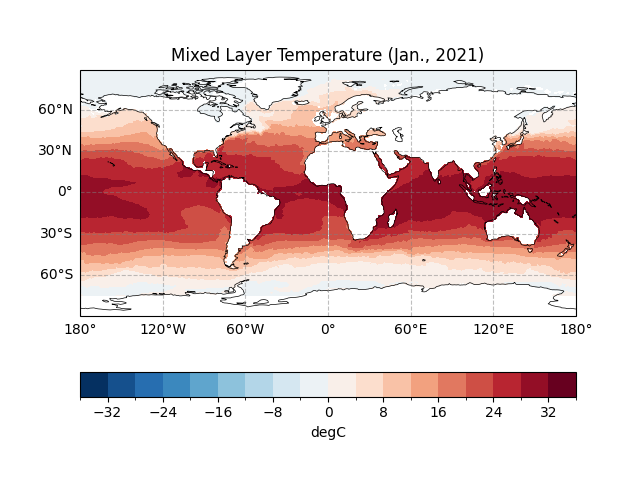 Mixed Layer Temperature (Jan., 2021)
60°N
30°N
0°
30°S
60°S
180° 120°W 60°W 0° 60°E 120°E 180°
−32 −24 −16 −8 0 8 16 24 32
degC